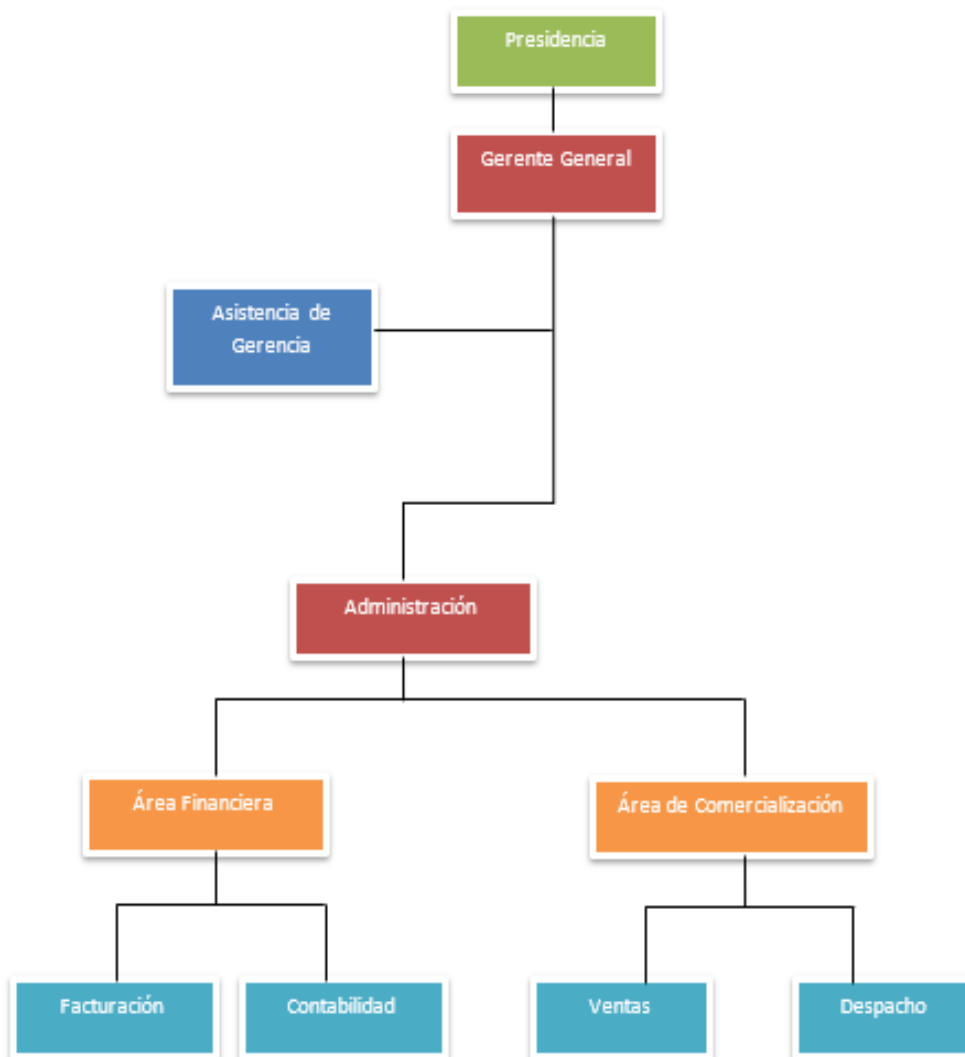 Presidencia
Gerente General
Asistencia de
Gerencia
Administración
Área Financiera
Área de Comercialización
Facturación
Contabilidad
Ventas
Despacho